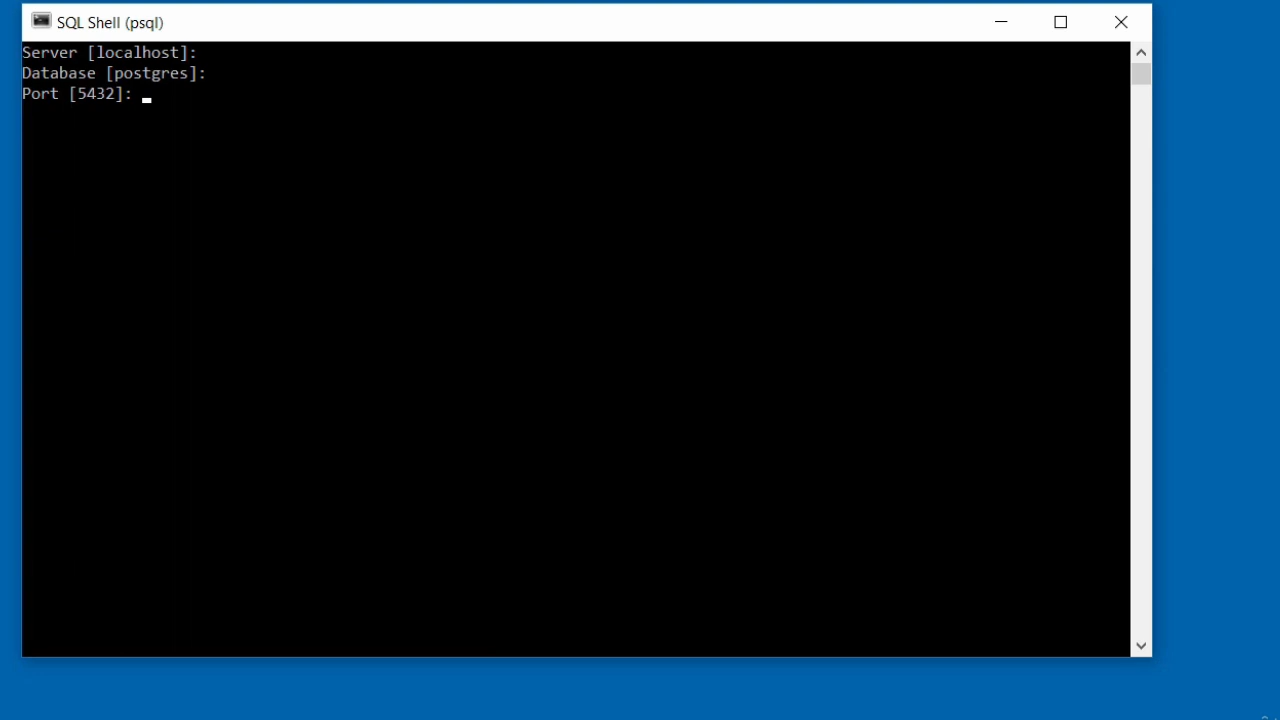 SQL Shell (psql)
Server [localhost]:
Database [postgres]:
Port [5432]: